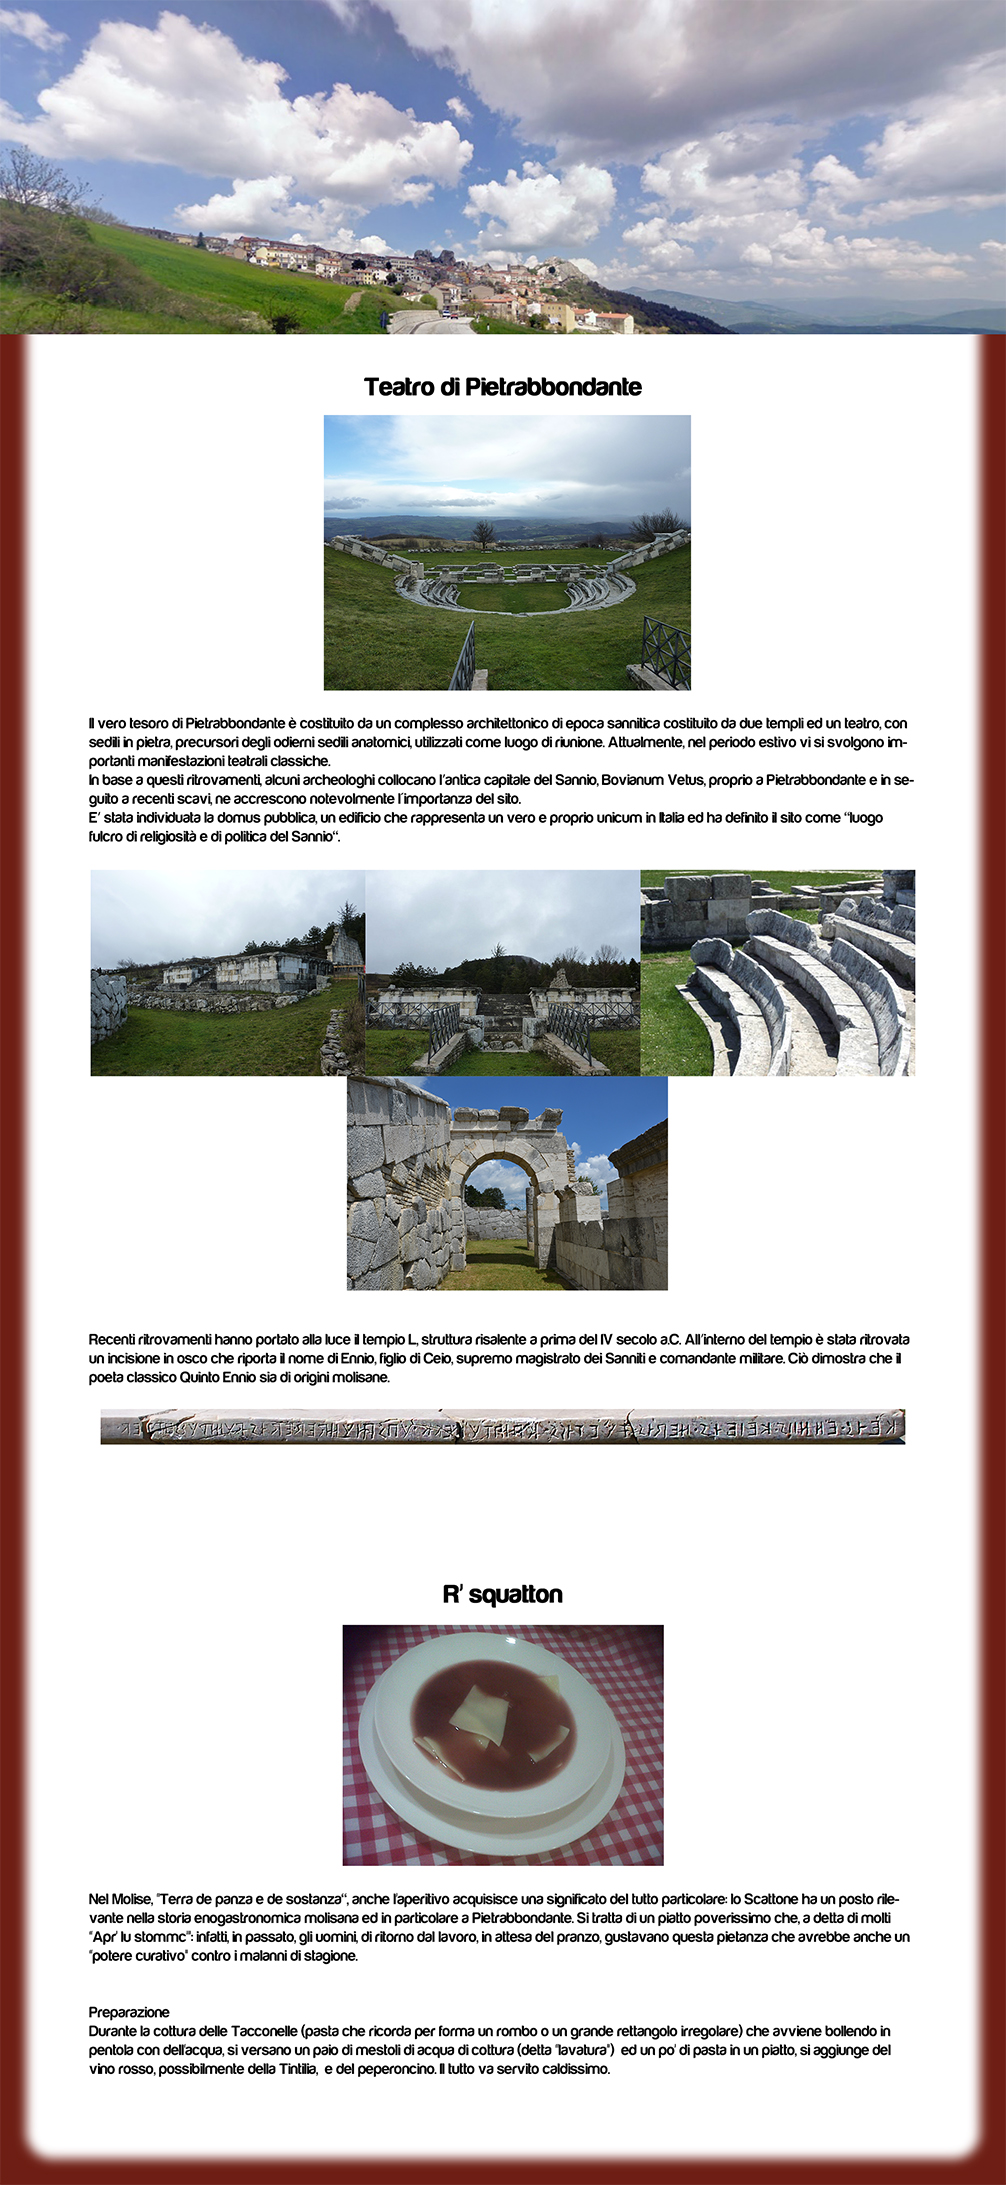 Teatro di Pietrabbondante
Il vero tesoro di Pietrabbondante è costituito da un complesso architettonico di epoca sannitica costituito da due templi ed un teatro, con
sedili in pietra, precursori degli odierni sedili anatomici, utilizzati come luogo di riunione. Attualmente, nel periodo estivo vi si svolgono im-
portanti manifestazioni teatrali classiche.
In base a questi ritrovamenti, alcuni archeologhi collocano l'antica capitale del Sannio, Bovianum Vetus, proprio a Pietrabbondante e in se-
guito a recenti scavi, ne accrescono notevolmente l'importanza del sito.
E' stata individuata la domus pubblica, un edificio che rappresenta un vero e proprio unicum in Italia ed ha definito il sito come “luogo
fulcro di religiosità e di politica del Sannio“.
Recenti ritrovamenti hanno portato alla luce il tempio L, struttura risalente a prima del IV secolo a.C. All'interno del tempio è stata ritrovata
un incisione in osco che riporta il nome di Ennio, figlio di Ceio, supremo magistrato dei Sanniti e comandante militare. Ciò dimostra che il
poeta classico Quinto Ennio sia di origini molisane.
R' squatton
Nel Molise, "Terra de panza e de sostanza“, anche l'aperitivo acquisisce una significato del tutto particolare: lo Scattone ha un posto rile-
vante nella storia enogastronomica molisana ed in particolare a Pietrabbondante. Si tratta di un piatto poverissimo che, a detta di molti
“Apr' lu stommc”: infatti, in passato, gli uomini, di ritorno dal lavoro, in attesa del pranzo, gustavano questa pietanza che avrebbe anche un
“potere curativo" contro i malanni di stagione.
Preparazione
Durante la cottura delle Tacconelle (pasta che ricorda per forma un rombo o un grande rettangolo irregolare) che avviene bollendo in
pentola con dell'acqua, si versano un paio di mestoli di acqua di cottura (detta "lavatura") ed un po' di pasta in un piatto, si aggiunge del
vino rosso, possibilmente della Tintilia, e del peperoncino. Il tutto va servito caldissimo.